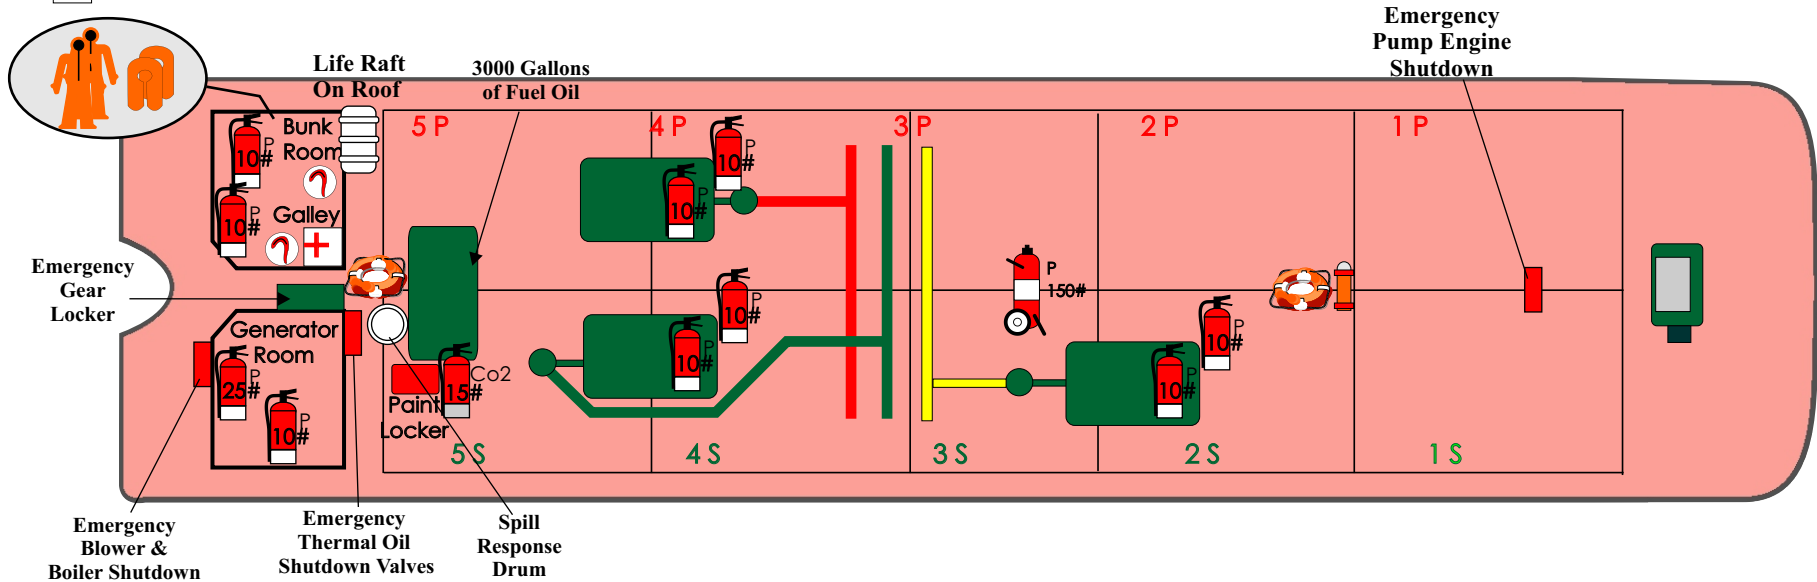 Emergency
Pump Engine
Shutdown
Life Raft
On Roof
3000 Gallons
of Fuel Oil
5 P
4 P
3 P
2 P
1 P
Bunk
Room
P
10#
P
10#
Galley
P
10#
P
10#
Emergency
Gear
Locker
P
150#
P
10#
Generator
Room
P
25#
P
10#
Co2
15#
Paint
Locker
P
10#
P
10#
P
10#
5 S
4 S
3 S
2 S
1 S
Emergency
Blower &
Boiler Shutdown
Emergency
Thermal Oil
Shutdown Valves
Spill
Response
Drum